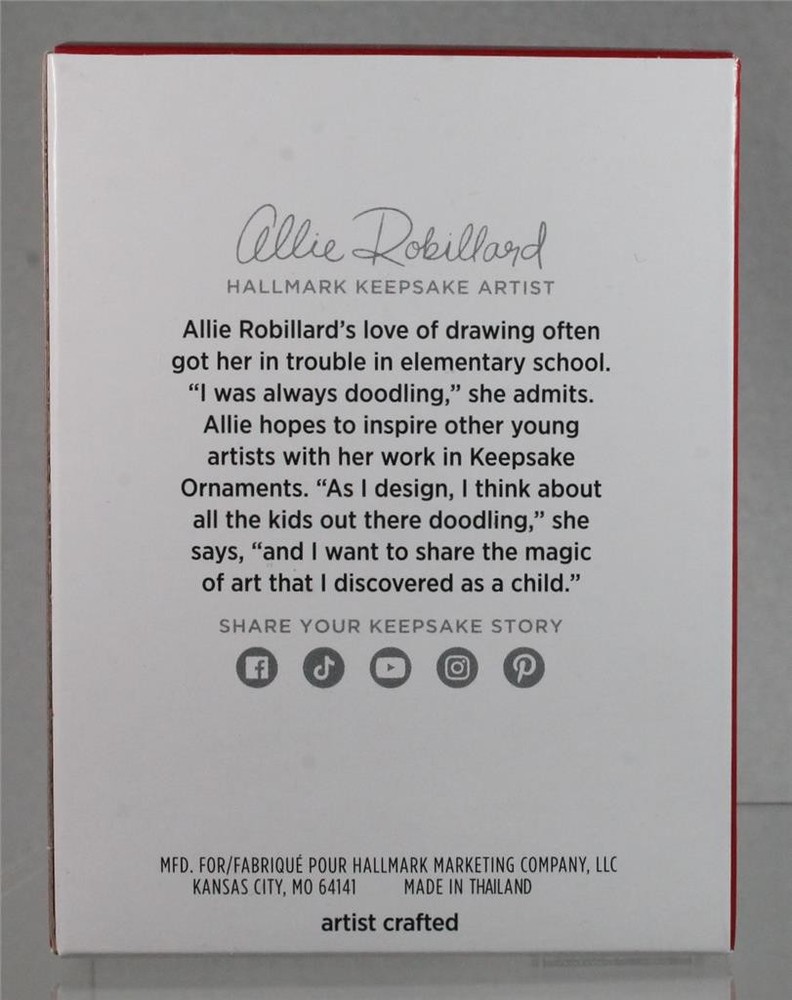 Allie Robillard
HALLMARK KEEPSAKE ARTIST
Allie Robillard’s love of drawing often
got her in trouble in elementary school.
“I was always doodling,” she admits.
Allie hopes to inspire other young
artists with her work in Keepsake
Ornaments. “As I design, I think about
all the kids out there doodling,” she
says, “and I want to share the magic
of art that I discovered as a child.”
SHARE YOUR KEEPSAKE STORY
MFD. FOR/FABRIQUÉ POUR HALLMARK MARKETING COMPANY, LLC
KANSAS CITY, MO 64141 MADE IN THAILAND
artist crafted